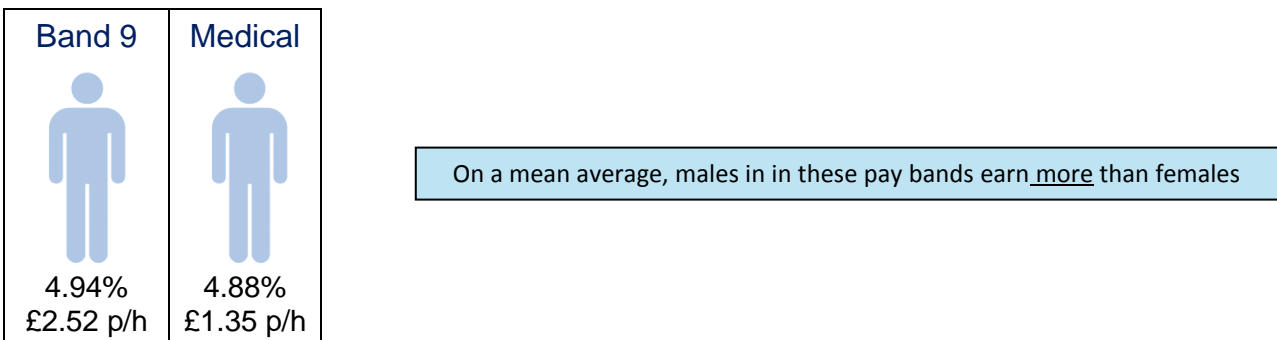 Band 9
Medical
4.94%
£2.52 p/h
4.88%
£1.35 p/h
On a mean average, males in in these pay bands earn more than females